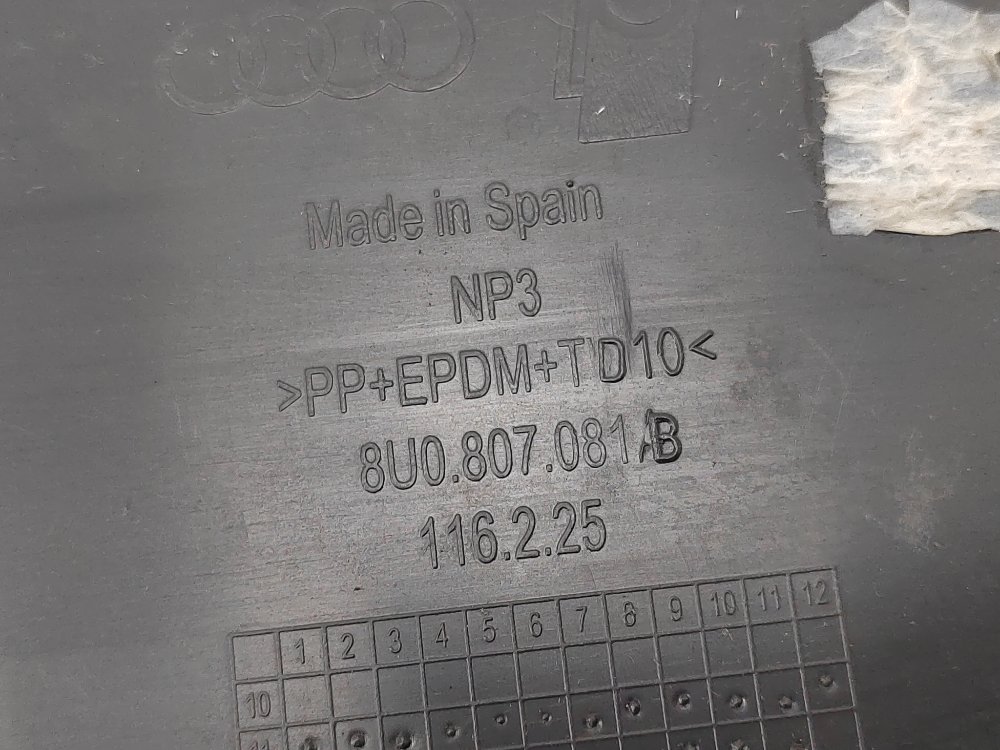 Made in Spain
NP3
>PP+EPDM+TD10<
8U0.807.081 B
116.2.25
1 2 3 4 5 6 7 8 9 10 11 12
10
11